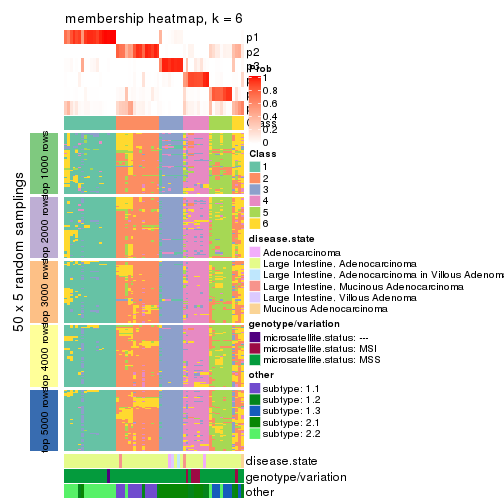 membership heatmap, k = 6
p1
p2
p3
Prob
1
0.8
0.6
0.4
0.2
0
Class
1
2
3
4
5
6
50 x 5 random samplings
top 1000 rows
top 2000 rows
top 3000 rows
top 4000 rows
top 5000 rows
disease.state
Adenocarcinoma
Large Intestine. Adenocarcinoma
Large Intestine. Adenocarcinoma in Villous Adenoma
Large Intestine. Mucinous Adenocarcinoma
Large Intestine. Villous Adenoma
Mucinous Adenocarcinoma
genotype/variation
microsatellite.status: ---
microsatellite.status: MSI
microsatellite.status: MSS
other
subtype: 1.1
subtype: 1.2
subtype: 1.3
subtype: 2.1
subtype: 2.2
disease.state
genotype/variation
other